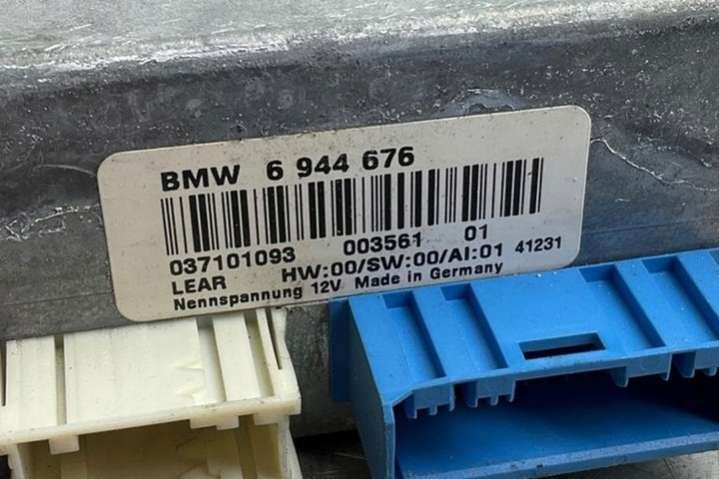 BMW 6 944 676
037101093 003561 01
LEAR HW:00/SW:00/AI:01 41231
Nennspannung 12V Made in Germany